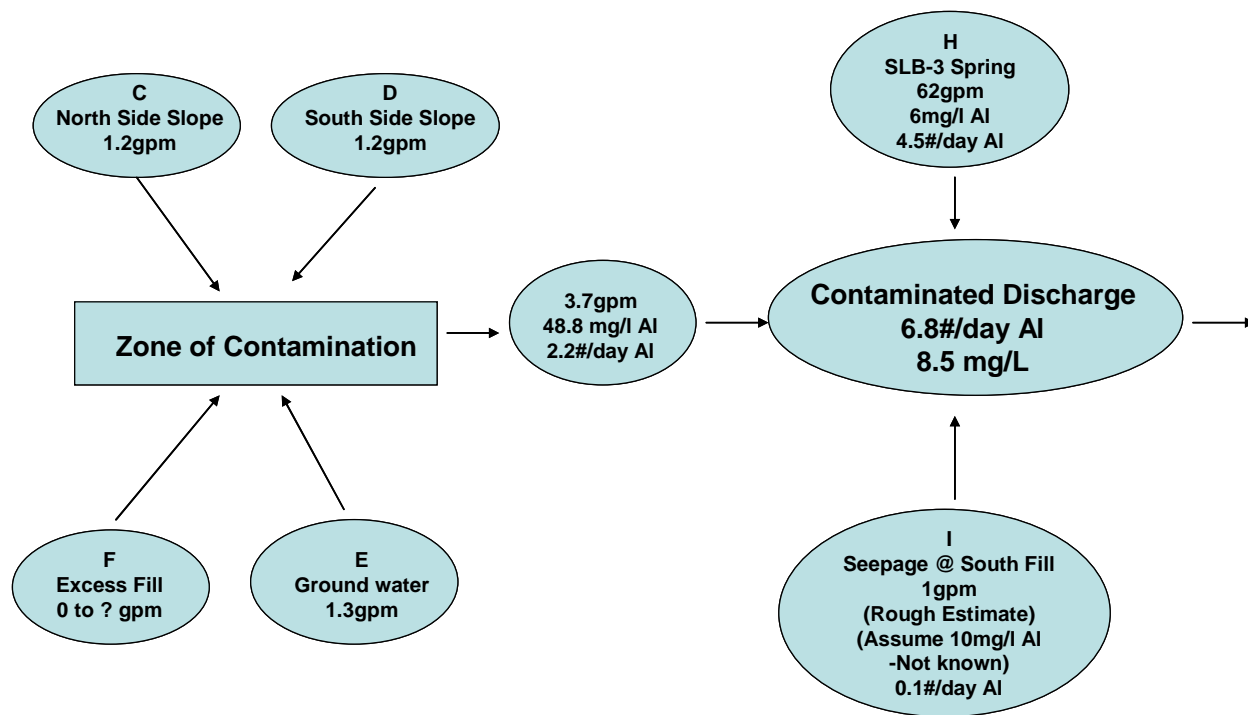 C
North Side Slope
1.2gpm
D
South Side Slope
1.2gpm
H
SLB-3 Spring
62gpm
6mg/l Al
4.5#/day Al
Zone of Contamination
3.7gpm
48.8 mg/l Al
2.2#/day Al
Contaminated Discharge
6.8#/day Al
8.5 mg/L
F
Excess Fill
0 to ? gpm
E
Ground water
1.3gpm
I
Seepage @ South Fill
1gpm
(Rough Estimate)
(Assume 10mg/l Al
-Not known)
0.1#/day Al